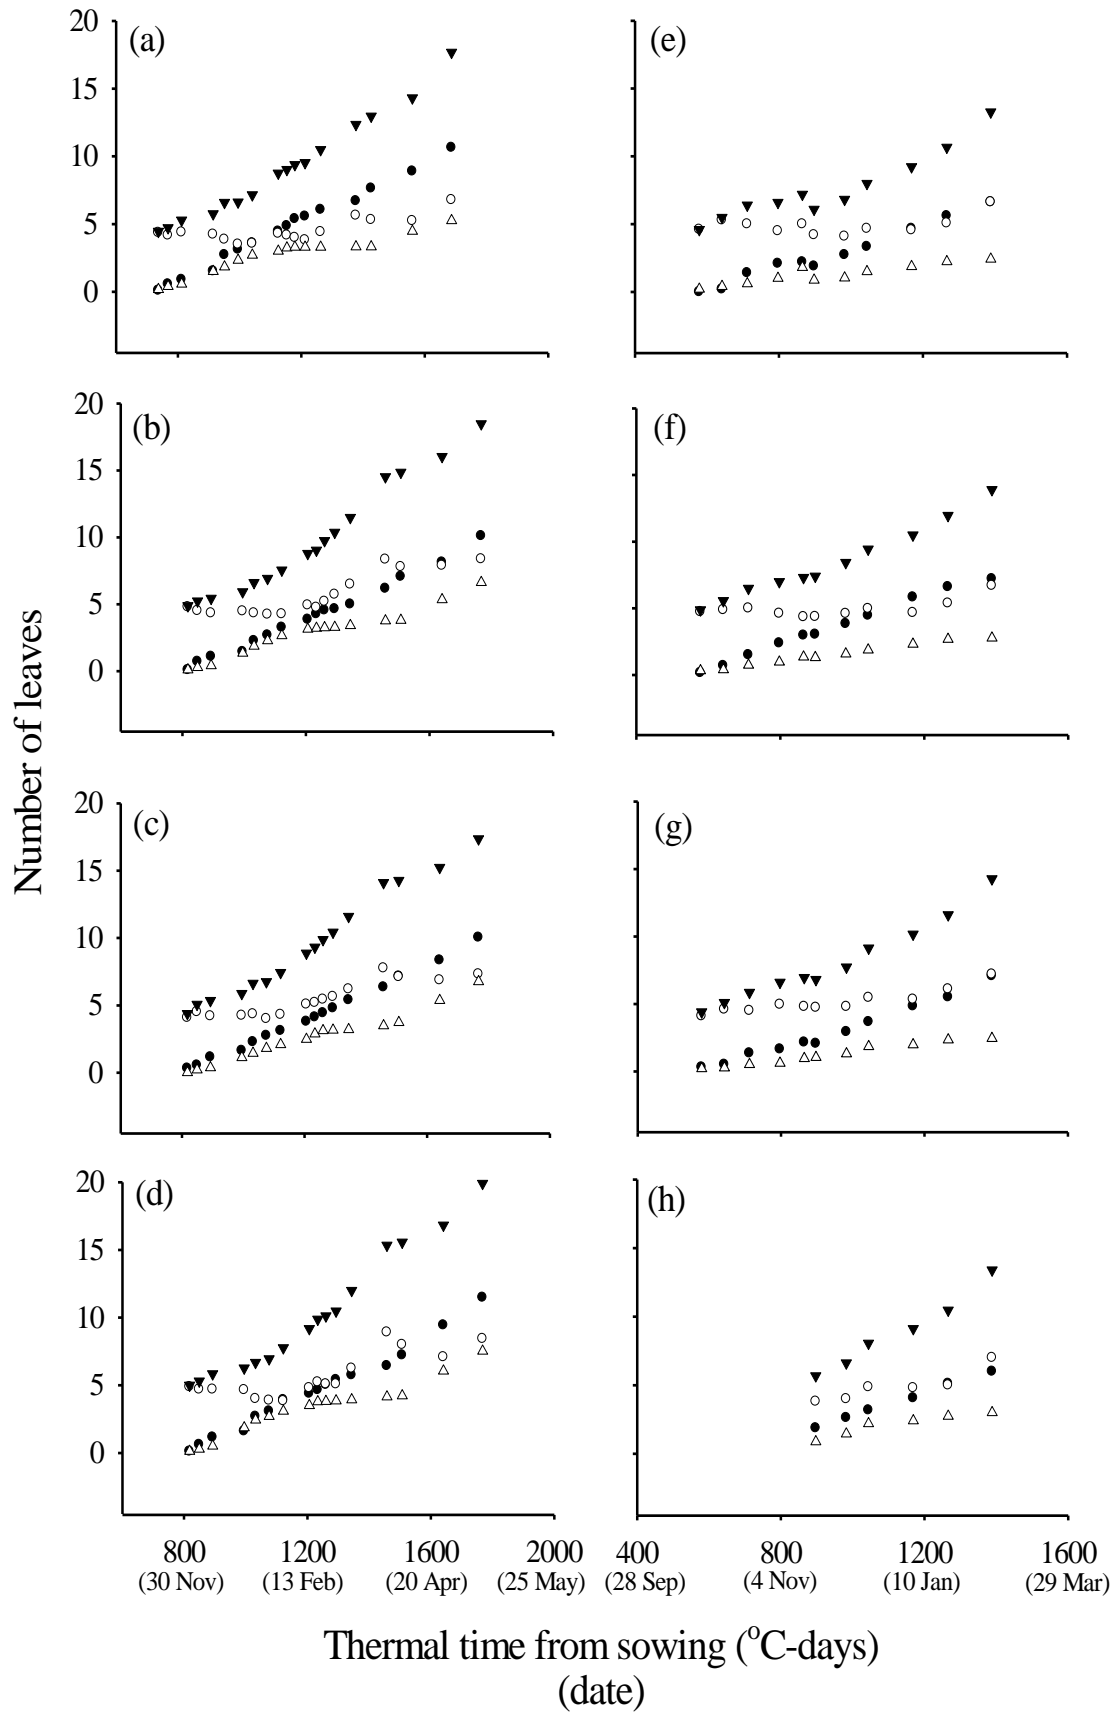 (a)
20
15
10
5
0
(e)
(b)
20
15
10
5
0
(f)
Number of leaves
(c)
20
15
10
5
0
(g)
(d)
20
15
10
5
0
(h)
800 1200 1600 2000 400 800 1200 1600
(30 Nov) (13 Feb) (20 Apr) (25 May) (28 Sep) (4 Nov) (10 Jan) (29 Mar)
Thermal time from sowing (°C-days)
(date)